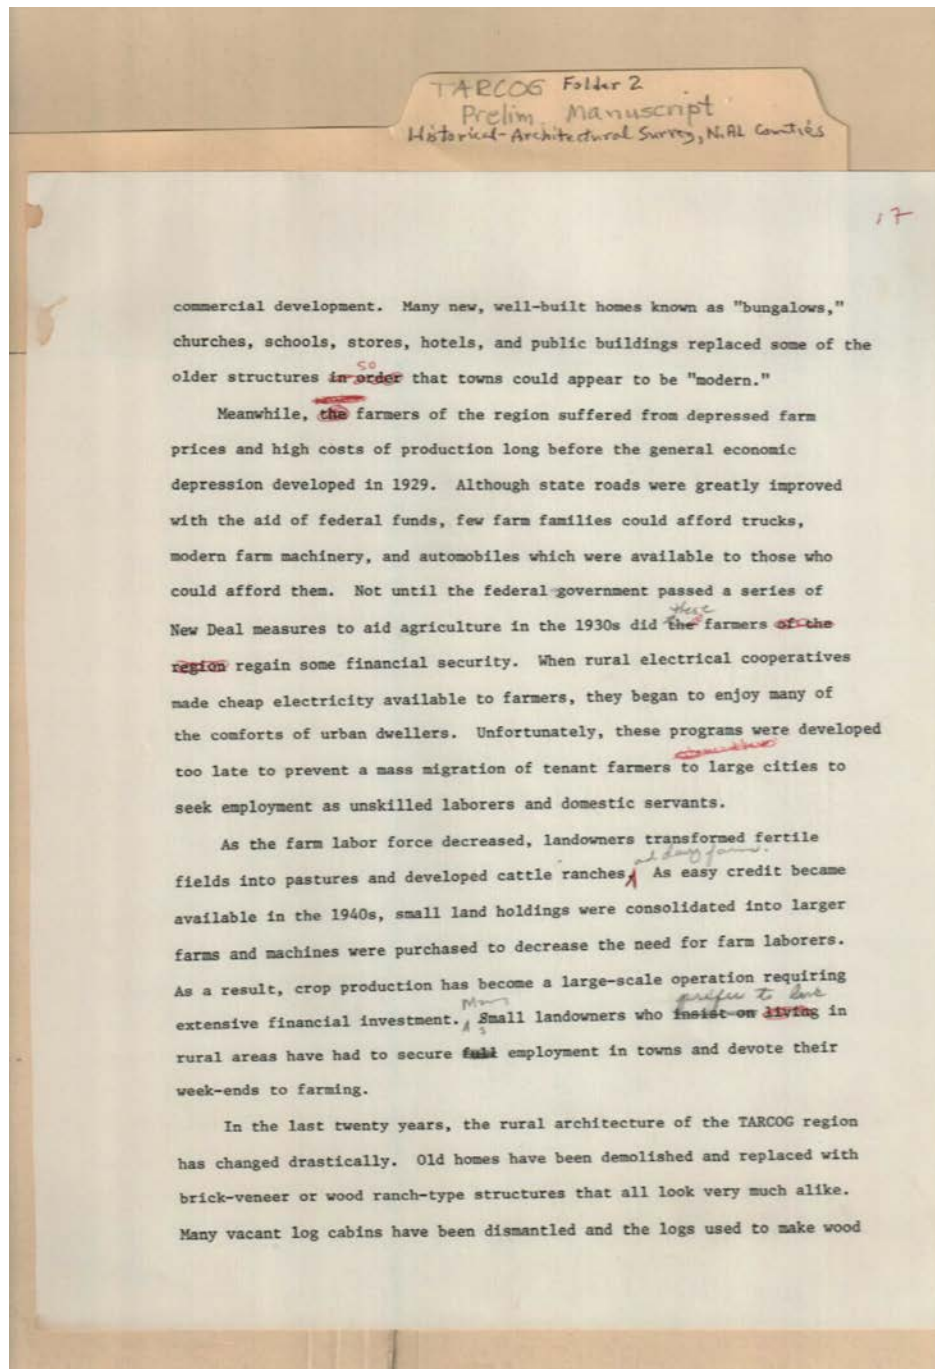 TARCOG Folder 2
Prelim. Manuscript
Historical-Architectural Survey, N. AL Counties
17
commercial development. Many new, well-built homes known as "bungalows,"
churches, schools, stores, hotels, and public buildings replaced some of the
so
older structures in order that towns could appear to be "modern."
Meanwhile, the farmers of the region suffered from depressed farm
prices and high costs of production long before the general economic
depression developed in 1929. Although state roads were greatly improved
with the aid of federal funds, few farm families could afford trucks,
modern farm machinery, and automobiles which were available to those who
could afford them. Not until the federal government passed a series of
these
New Deal measures to aid agriculture in the 1930s did the farmers of the
region regain some financial security. When rural electrical cooperatives
made cheap electricity available to farmers, they began to enjoy many of
the comforts of urban dwellers. Unfortunately, these programs were developed
too late to prevent a mass migration of tenant farmers to large cities to
seek employment as unskilled laborers and domestic servants.
As the farm labor force decreased, landowners transformed fertile
and dairy farms.
fields into pastures and developed cattle ranches. As easy credit became
available in the 1940s, small land holdings were consolidated into larger
farms and machines were purchased to decrease the need for farm laborers.
As a result, crop production has become a large-scale operation requiring
Many prefer to live
extensive financial investment. Small landowners who insist on living in
s
rural areas have had to secure full employment in towns and devote their
week-ends to farming.
In the last twenty years, the rural architecture of the TARCOG region
has changed drastically. Old homes have been demolished and replaced with
brick-veneer or wood ranch-type structures that all look very much alike.
Many vacant log cabins have been dismantled and the logs used to make wood